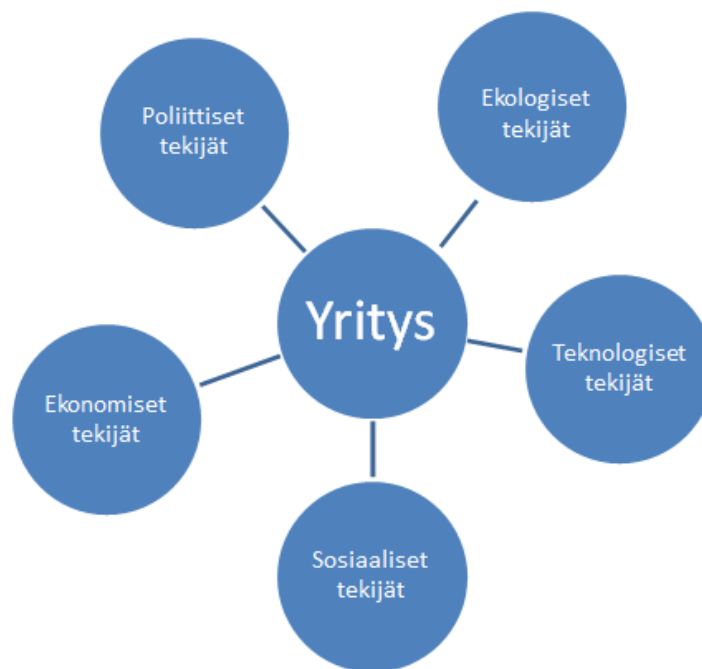 Poliittiset
tekijät
Ekologiset
tekijät
Yritys
Teknologiset
tekijät
Ekonomiset
tekijät
Sosiaaliset
tekijät